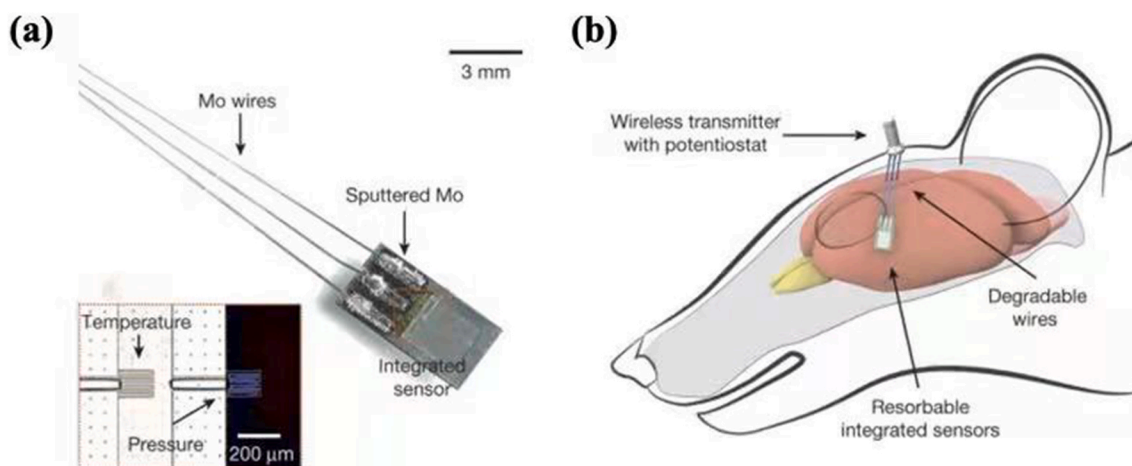 (a)
3 mm
Mo wires
Sputtered Mo
Integrated
sensor
Temperature
Pressure
200 μm
(b)
Wireless transmitter
with potentiostat
Degradable
wires
Resorbable
integrated sensors